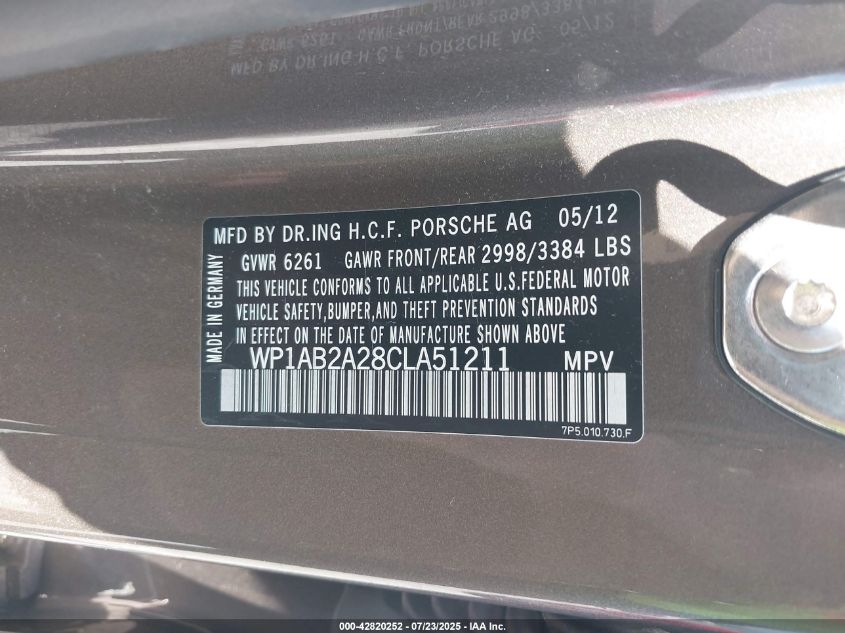 MFD BY DR.ING H.C.F. PORSCHE AG 05/12
GVWR 6261 GAWR FRONT/REAR 2998/3384 LBS
THIS VEHICLE CONFORMS TO ALL APPLICABLE U.S.FEDERAL MOTOR
VEHICLE SAFETY,BUMPER,AND THEFT PREVENTION STANDARDS
IN EFFECT ON THE DATE OF MANUFACTURE SHOWN ABOVE
MADE IN GERMANY
WP1AB2A28CLA51211 MPV
7P5.010.730.F
000-42820252 - 07/23/2025 - IAA Inc.